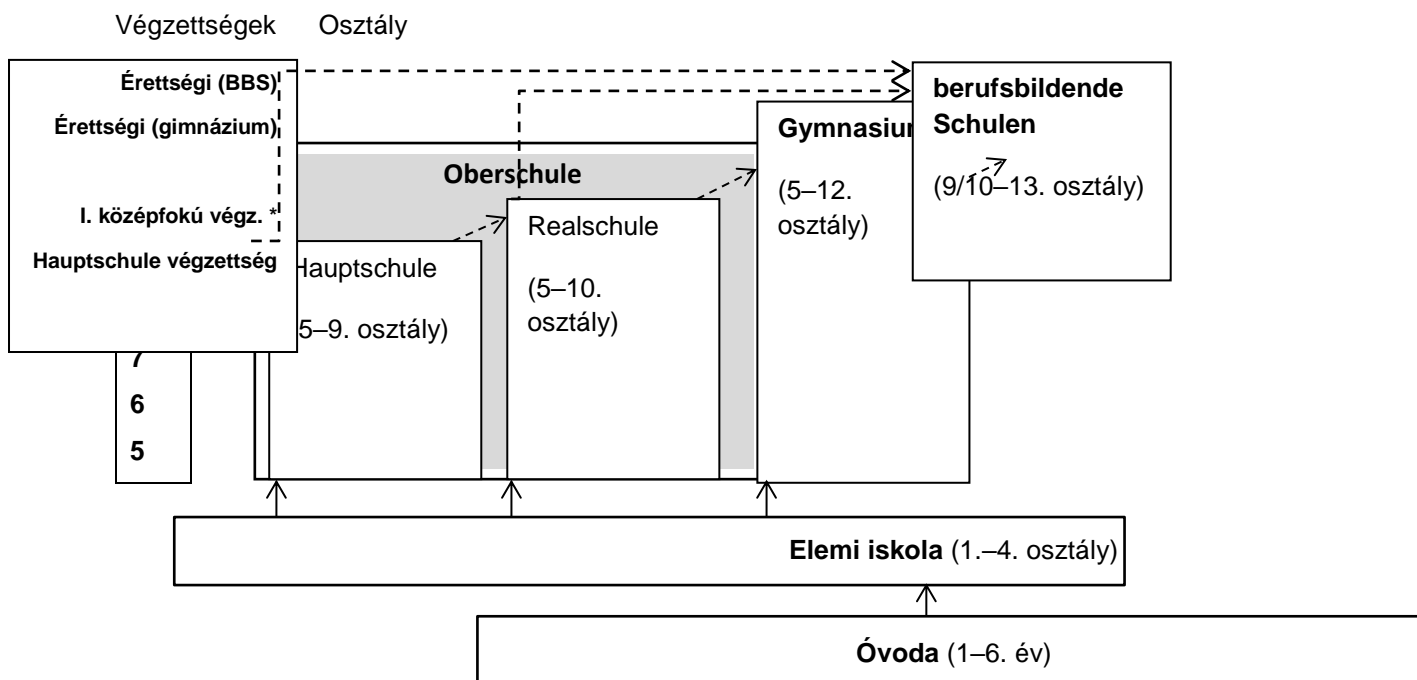 Végzettségek Osztály
Érettségi (BBS)
Érettségi (gimnázium)
I. középfokú végz. *
Hauptschule végzettség
7
6
5
Oberschule
Hauptschule
5–9. osztály)
Realschule
(5–10.
osztály)
Gymnasium
(5–12.
osztály)
berufsbildende
Schulen
(9/10–13. osztály)
Elemi iskola (1.–4. osztály)
Óvoda (1–6. év)